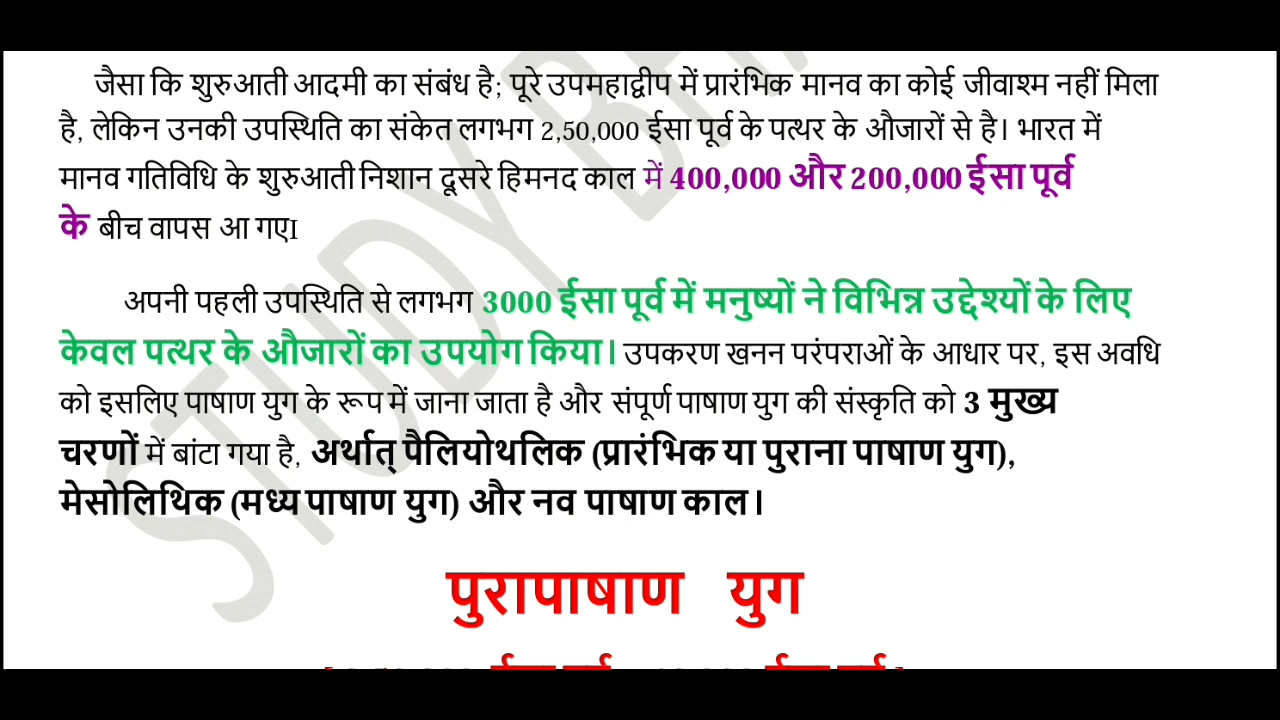 जैसा कि शुरुआती आदमी का संबंध है; पूरे उपमहाद्वीप में प्रारंभिक मानव का कोई जीवाश्म नहीं मिला
है, लेकिन उनकी उपस्थिति का संकेत लगभग 2,50,000 ईसा पूर्व के पत्थर के औजारों से है। भारत में
मानव गतिविधि के शुरुआती निशान दूसरे हिमनद काल में 400,000 और 200,000 ईसा पूर्व
के बीच वापस आ गएI
अपनी पहली उपस्थिति से लगभग 3000 ईसा पूर्व में मनुष्यों ने विभिन्न उद्देश्यों के लिए
केवल पत्थर के औजारों का उपयोग किया। उपकरण खनन परंपराओं के आधार पर, इस अवधि
को इसलिए पाषाण युग के रूप में जाना जाता है और संपूर्ण पाषाण युग की संस्कृति को 3 मुख्य
चरणों में बांटा गया है, अर्थात् पैलियोथलिक (प्रारंभिक या पुराना पाषाण युग),
मेसोलिथिक (मध्य पाषाण युग) और नव पाषाण काल।
पुरापाषाण युग
STUDY